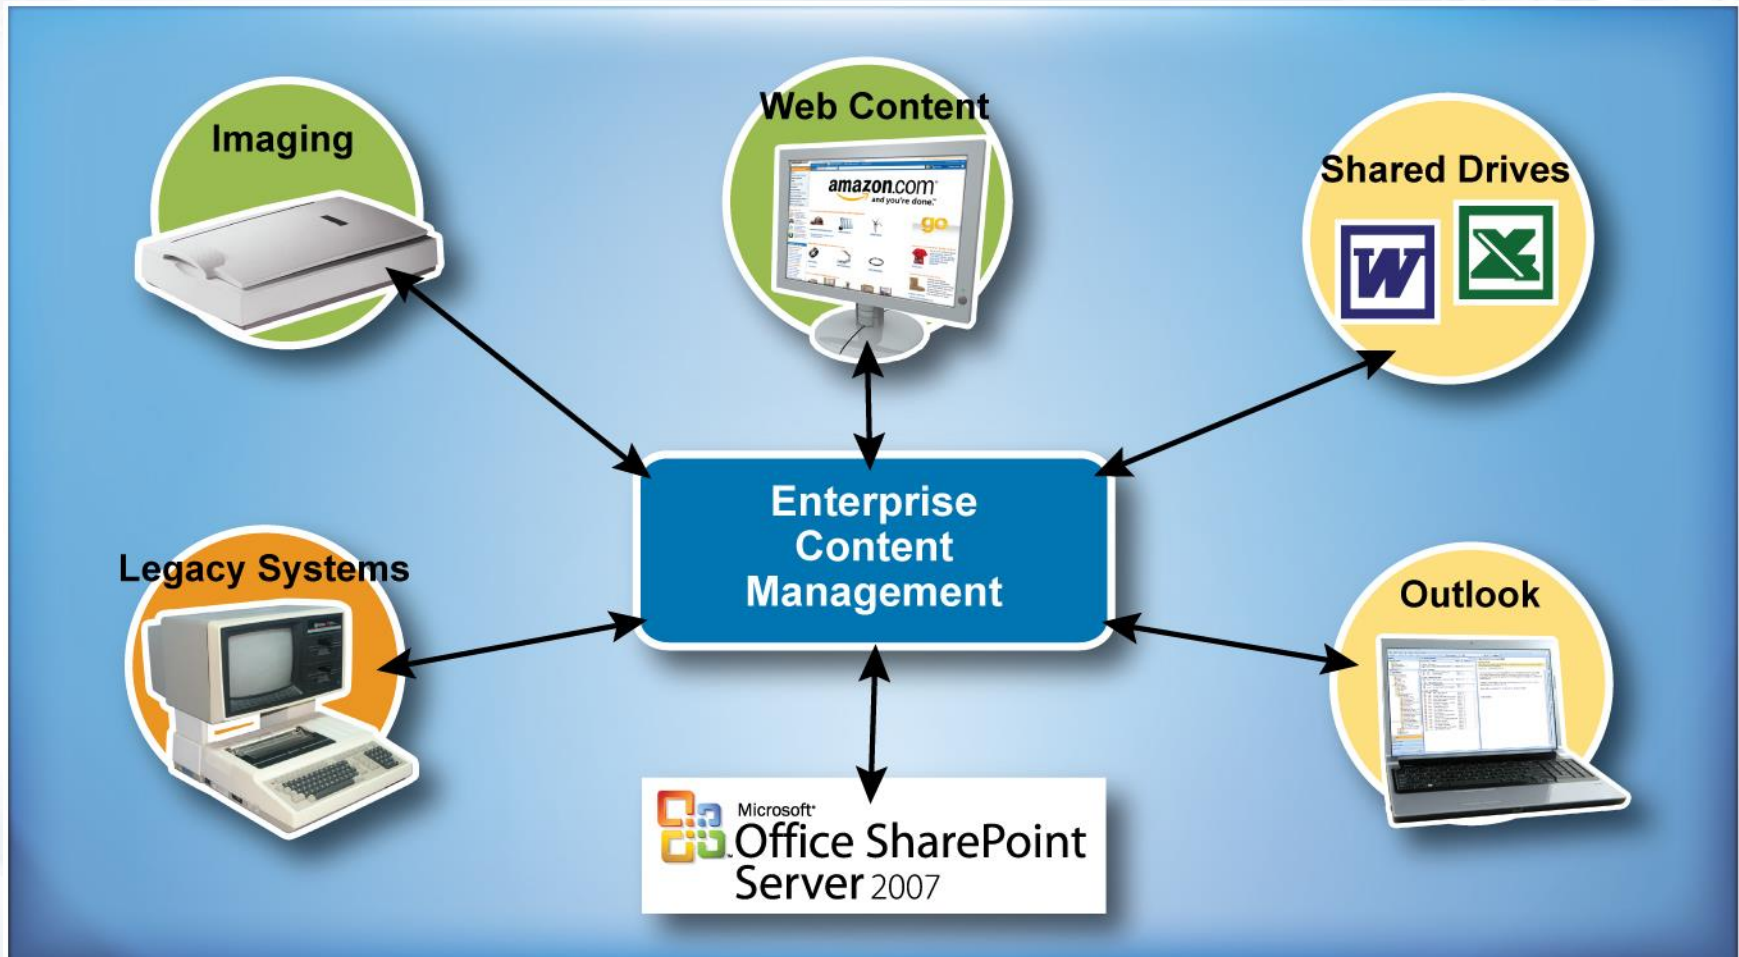 Imaging
Web Content
Shared Drives
amazon.com
and you're done.
go
W
X
Enterprise
Content
Management
Legacy Systems
Outlook
Microsoft
Office SharePoint
Server 2007